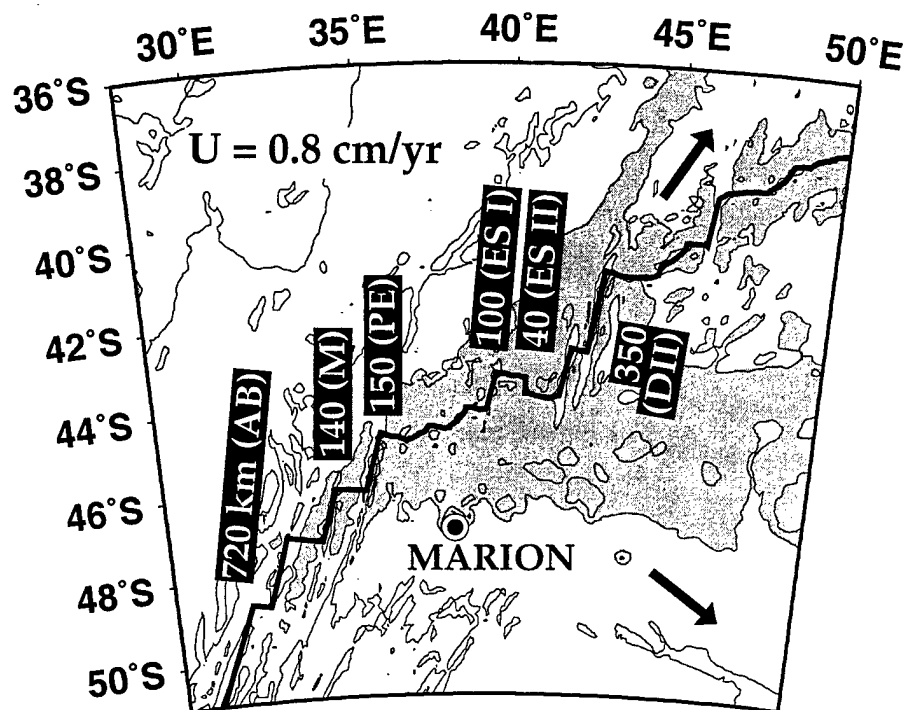 30°E 35°E 40°E 45°E 50°E
36°S
38°S
40°S
42°S
44°S
46°S
48°S
50°S
U = 0.8 cm/yr
720 km (AB)
140 (M)
150 (PE)
100 (ES I)
40 (ES II)
350
(DII)
MARION